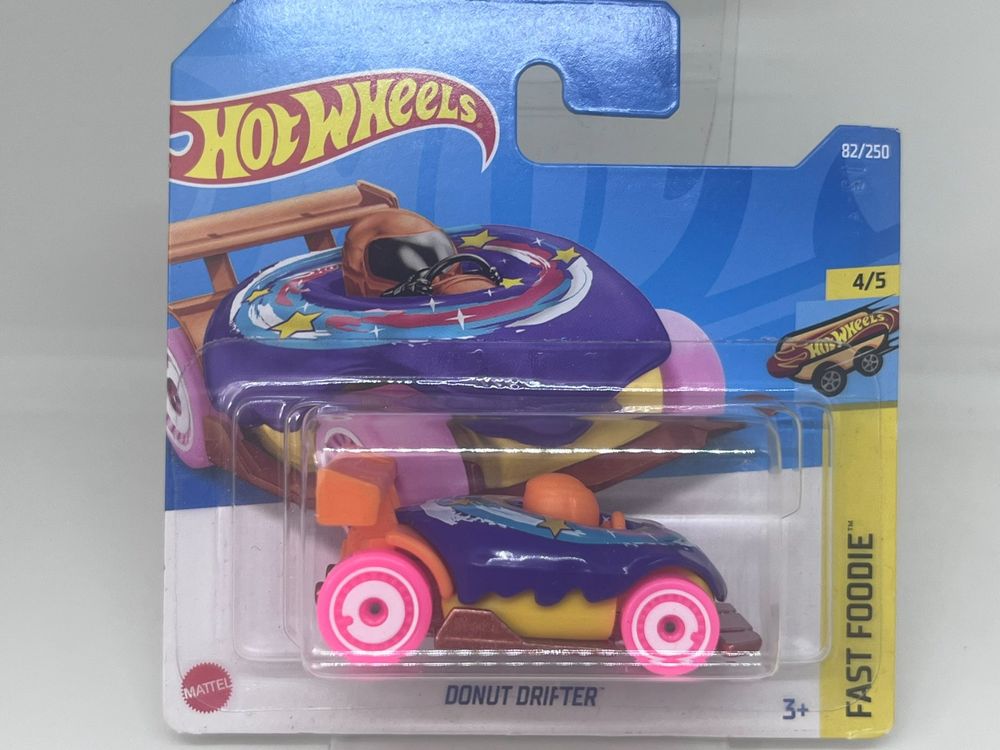 HOT WHEELS
82/250
4/5
HOT WHEELS
FAST FOODIE™
MATTEL
DONUT DRIFTER™
3+